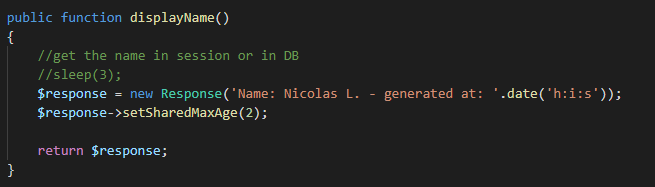 public function displayName()
{
//get the name in session or in DB
//sleep(3);
$response = new Response('Name: Nicolas L. - generated at: '.date('h:i:s'));
$response->setSharedMaxAge(2);
return $response;
}